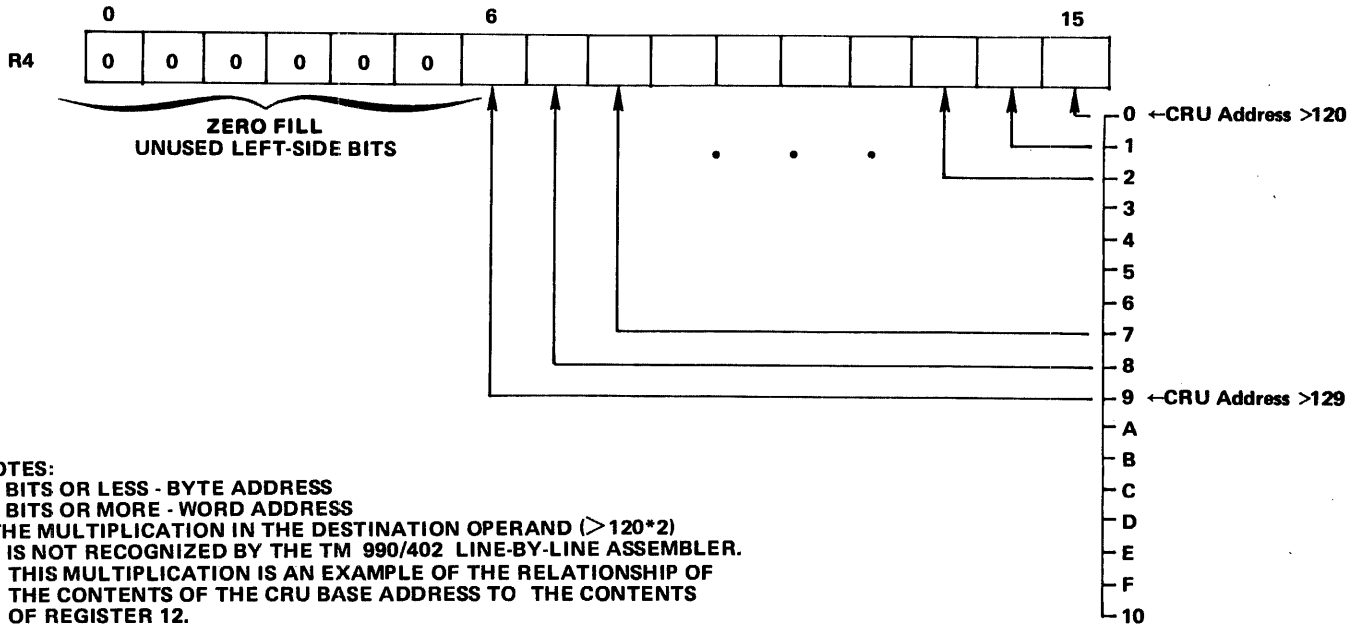 0 6 15
R4 0 0 0 0 0 0
ZERO FILL
UNUSED LEFT-SIDE BITS
0 ←CRU Address >120
1
2
3
4
5
6
7
8
9 ←CRU Address >129
A
B
C
D
E
F
10
OTES:
BITS OR LESS - BYTE ADDRESS
BITS OR MORE - WORD ADDRESS
THE MULTIPLICATION IN THE DESTINATION OPERAND (>120*2)
IS NOT RECOGNIZED BY THE TM 990/402 LINE-BY-LINE ASSEMBLER.
THIS MULTIPLICATION IS AN EXAMPLE OF THE RELATIONSHIP OF
THE CONTENTS OF THE CRU BASE ADDRESS TO THE CONTENTS
OF REGISTER 12.